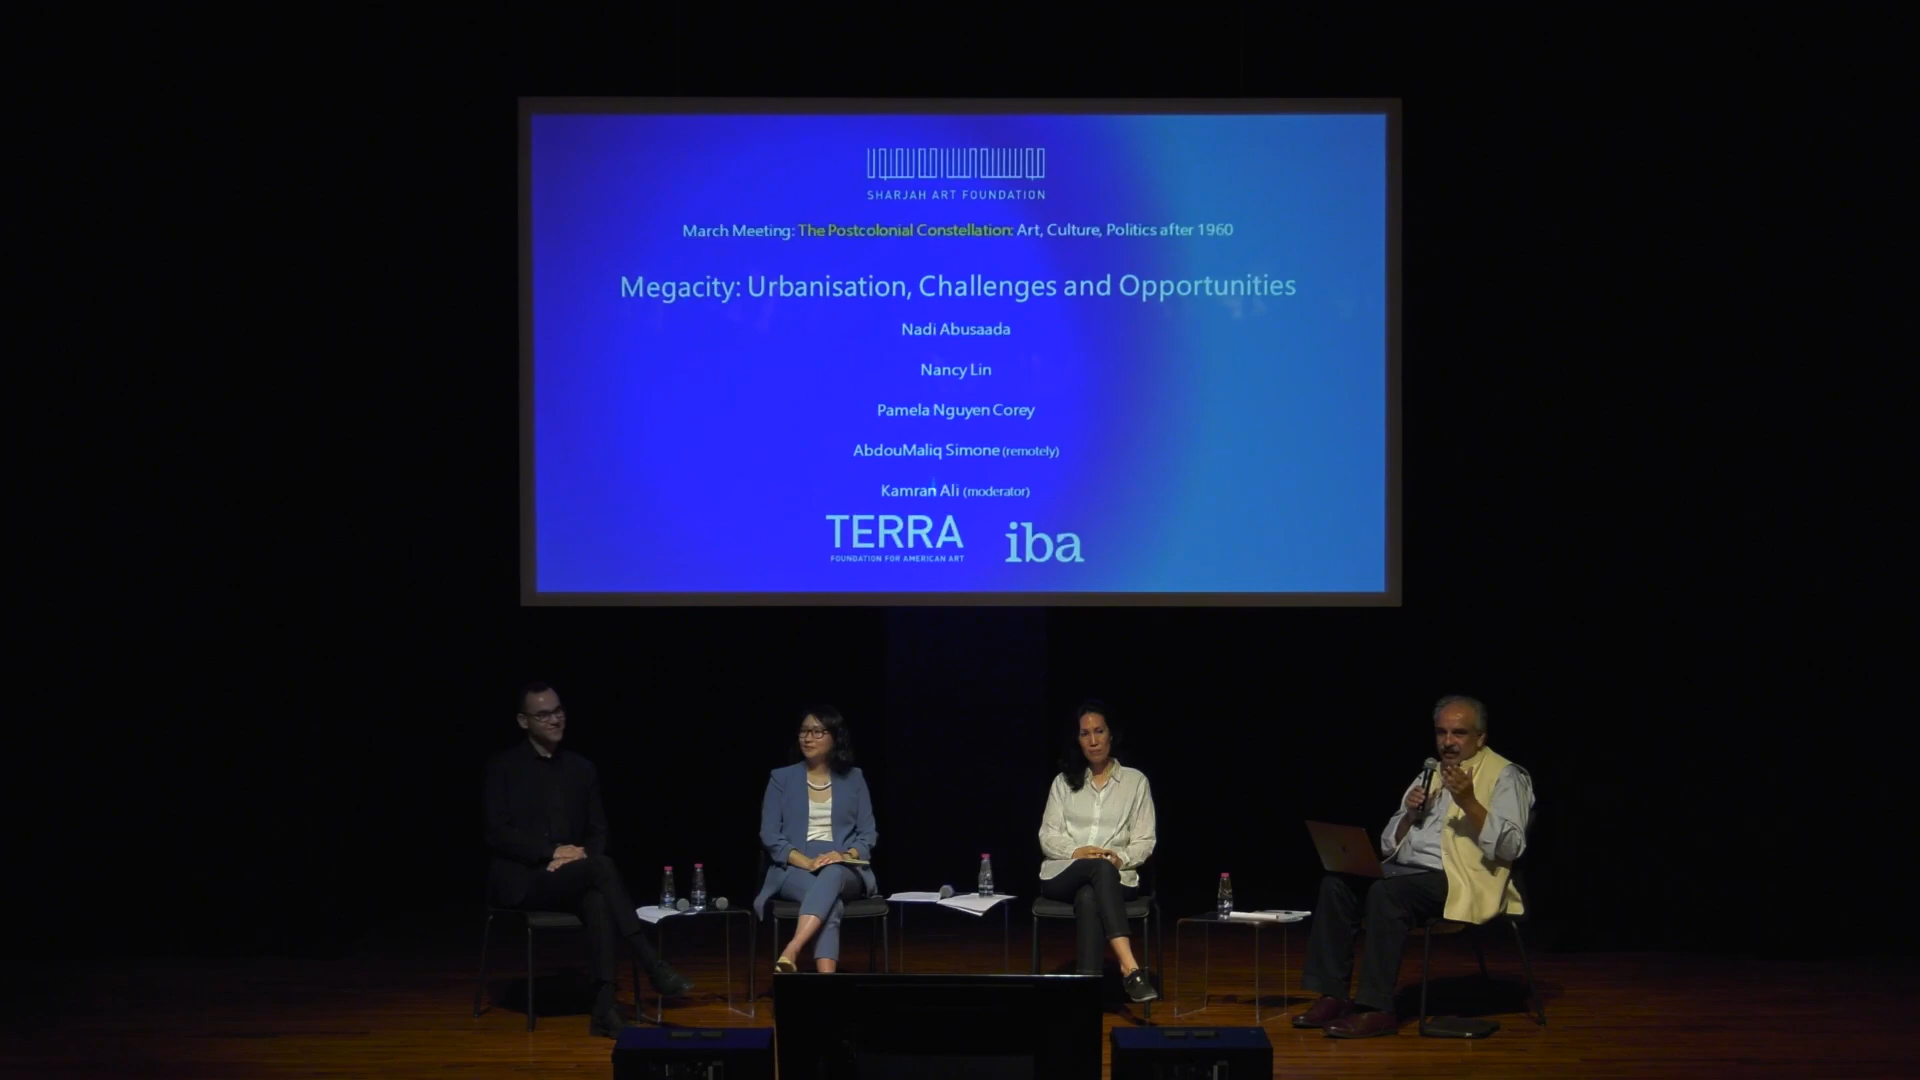 SHARJAH ART FOUNDATION
March Meeting: The Postcolonial Constellation: Art, Culture, Politics after 1960
Megacity: Urbanisation, Challenges and Opportunities
Nadi Abusaada
Nancy Lin
Pamela Nguyen Corey
AbdouMaliq Simone (remotely)
Kamran Ali (moderator)
TERRA
FOUNDATION FOR AMERICAN ART
iba